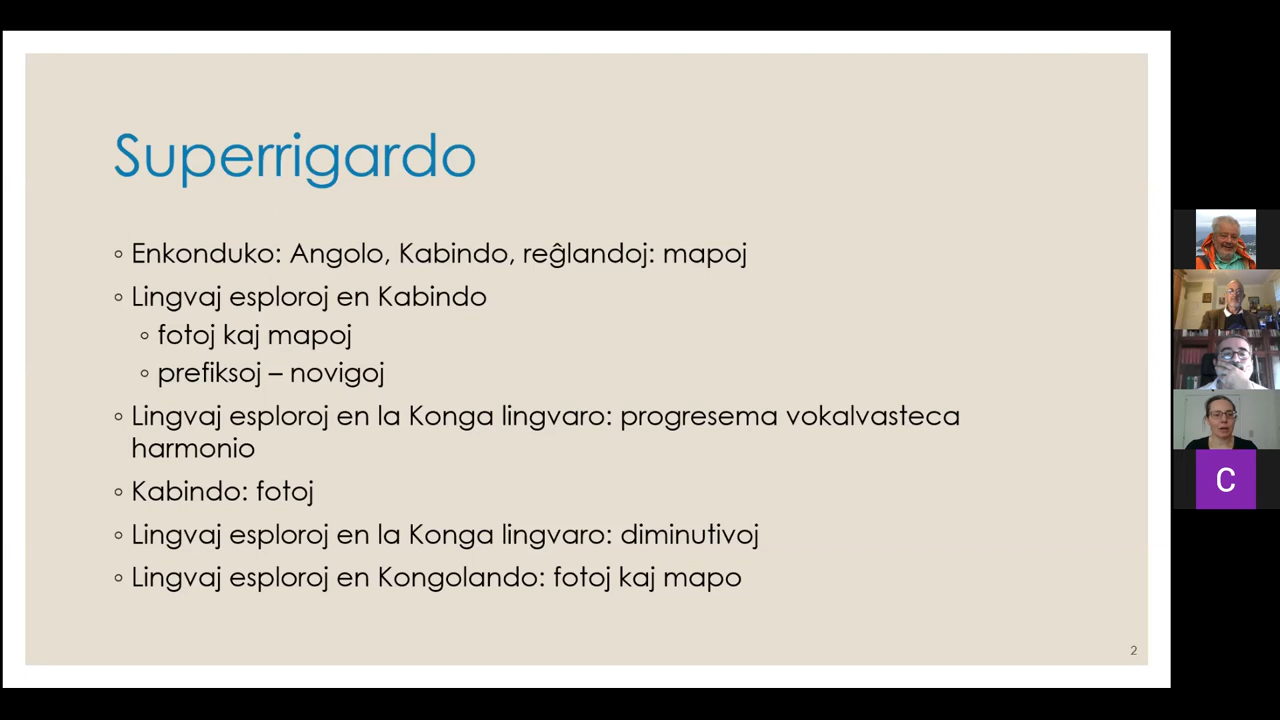 Superrigardo
◦ Enkonduko: Angolo, Kabindo, reĝlandoj: mapoj
◦ Lingvaj esploroj en Kabindo
◦ fotoj kaj mapoj
◦ prefiksoj – novigoj
◦ Lingvaj esploroj en la Konga lingvaro: progresema vokalvasteca
harmonio
◦ Kabindo: fotoj
◦ Lingvaj esploroj en la Konga lingvaro: diminutivoj
◦ Lingvaj esploroj en Kongolando: fotoj kaj mapo
2
C